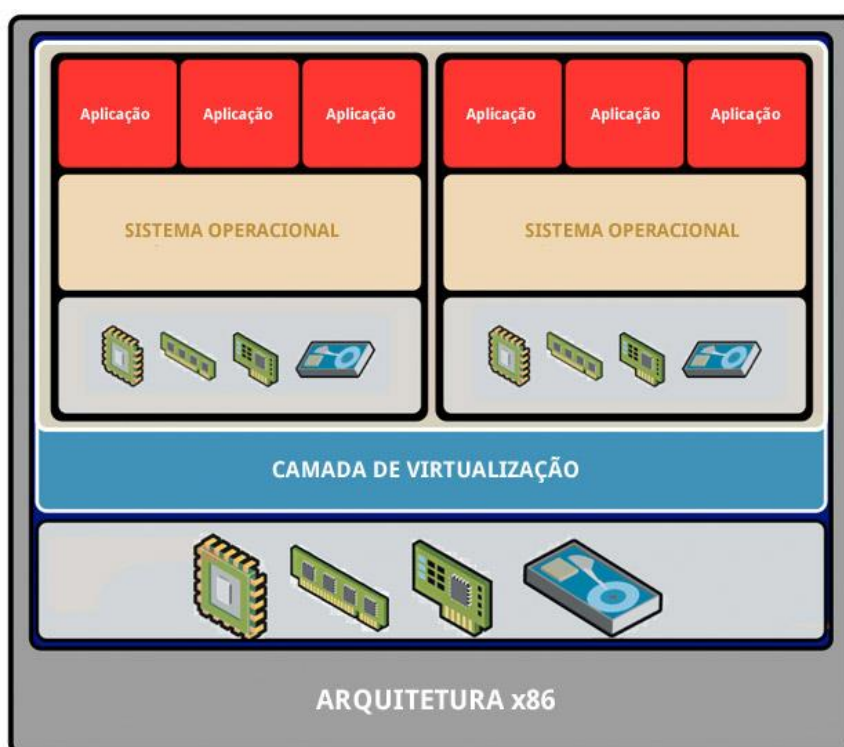 Aplicação Aplicação Aplicação Aplicação Aplicação Aplicação
SISTEMA OPERACIONAL SISTEMA OPERACIONAL
CAMADA DE VIRTUALIZAÇÃO
ARQUITETURA x86